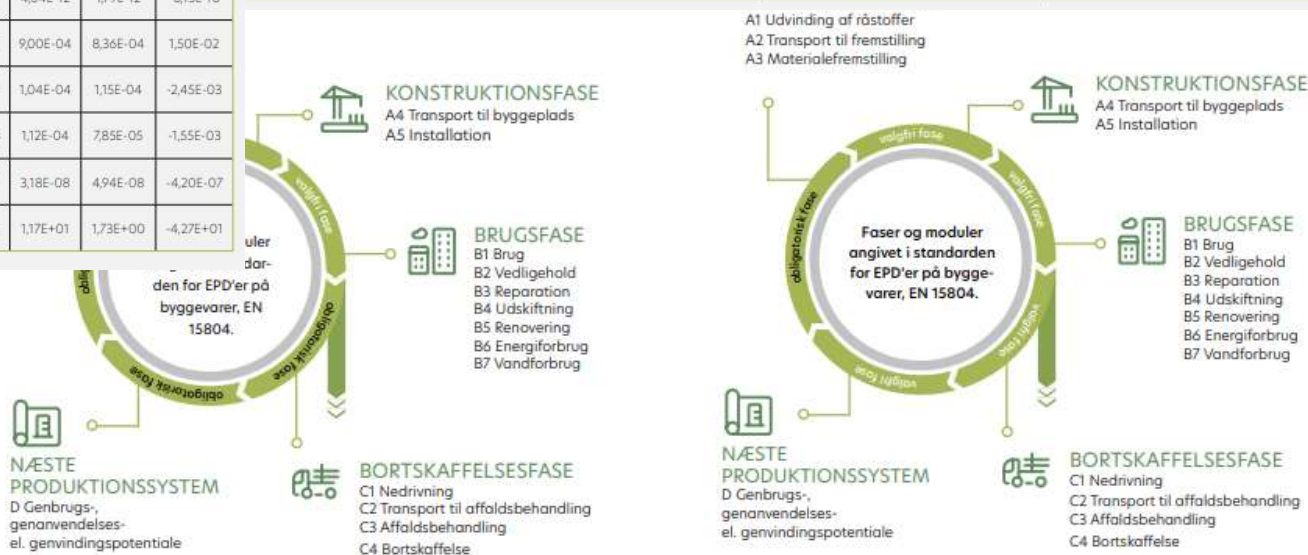 9,00E-04 8,36E-04 1,50E-02
1,04E-04 1,15E-04 -2,45E-03
1,12E-04 7,85E-05 -1,55E-03
3,18E-08 4,94E-08 -4,20E-07
1,17E+01 1,73E+00 -4,27E+01
KONSTRUKTIONSFASE
A4 Transport til byggeplads
A5 Installation
valgfri fase
BRUGSFASE
B1 Brug
B2 Vedligehold
B3 Reparation
B4 Udskiftning
B5 Renovering
B6 Energiforbrug
B7 Vandforbrug
den for EPD'er på
byggevarer, EN
15804.
obligatorisk fase
obligatorisk fase
NÆSTE
PRODUKTIONSSYSTEM
D Genbrugs-,
genanvendelses-
el. genvindingspotentiale
BORTSKAFFELSESFASE
C1 Nedrivning
C2 Transport til affaldsbehandling
C3 Affaldsbehandling
C4 Bortskaffelse
A1 Udvinding af råstoffer
A2 Transport til fremstilling
A3 Materialefremstilling
KONSTRUKTIONSFASE
A4 Transport til byggeplads
A5 Installation
valgfri fase
valgfri fase
obligatorisk fase
Faser og moduler
angivet i standarden
for EPD'er på bygge-
varer, EN 15804.
valgfri fase
valgfri fase
BRUGSFASE
B1 Brug
B2 Vedligehold
B3 Reparation
B4 Udskiftning
B5 Renovering
B6 Energiforbrug
B7 Vandforbrug
NÆSTE
PRODUKTIONSSYSTEM
D Genbrugs-,
genanvendelses-
el. genvindingspotentiale
BORTSKAFFELSESFASE
C1 Nedrivning
C2 Transport til affaldsbehandling
C3 Affaldsbehandling
C4 Bortskaffelse